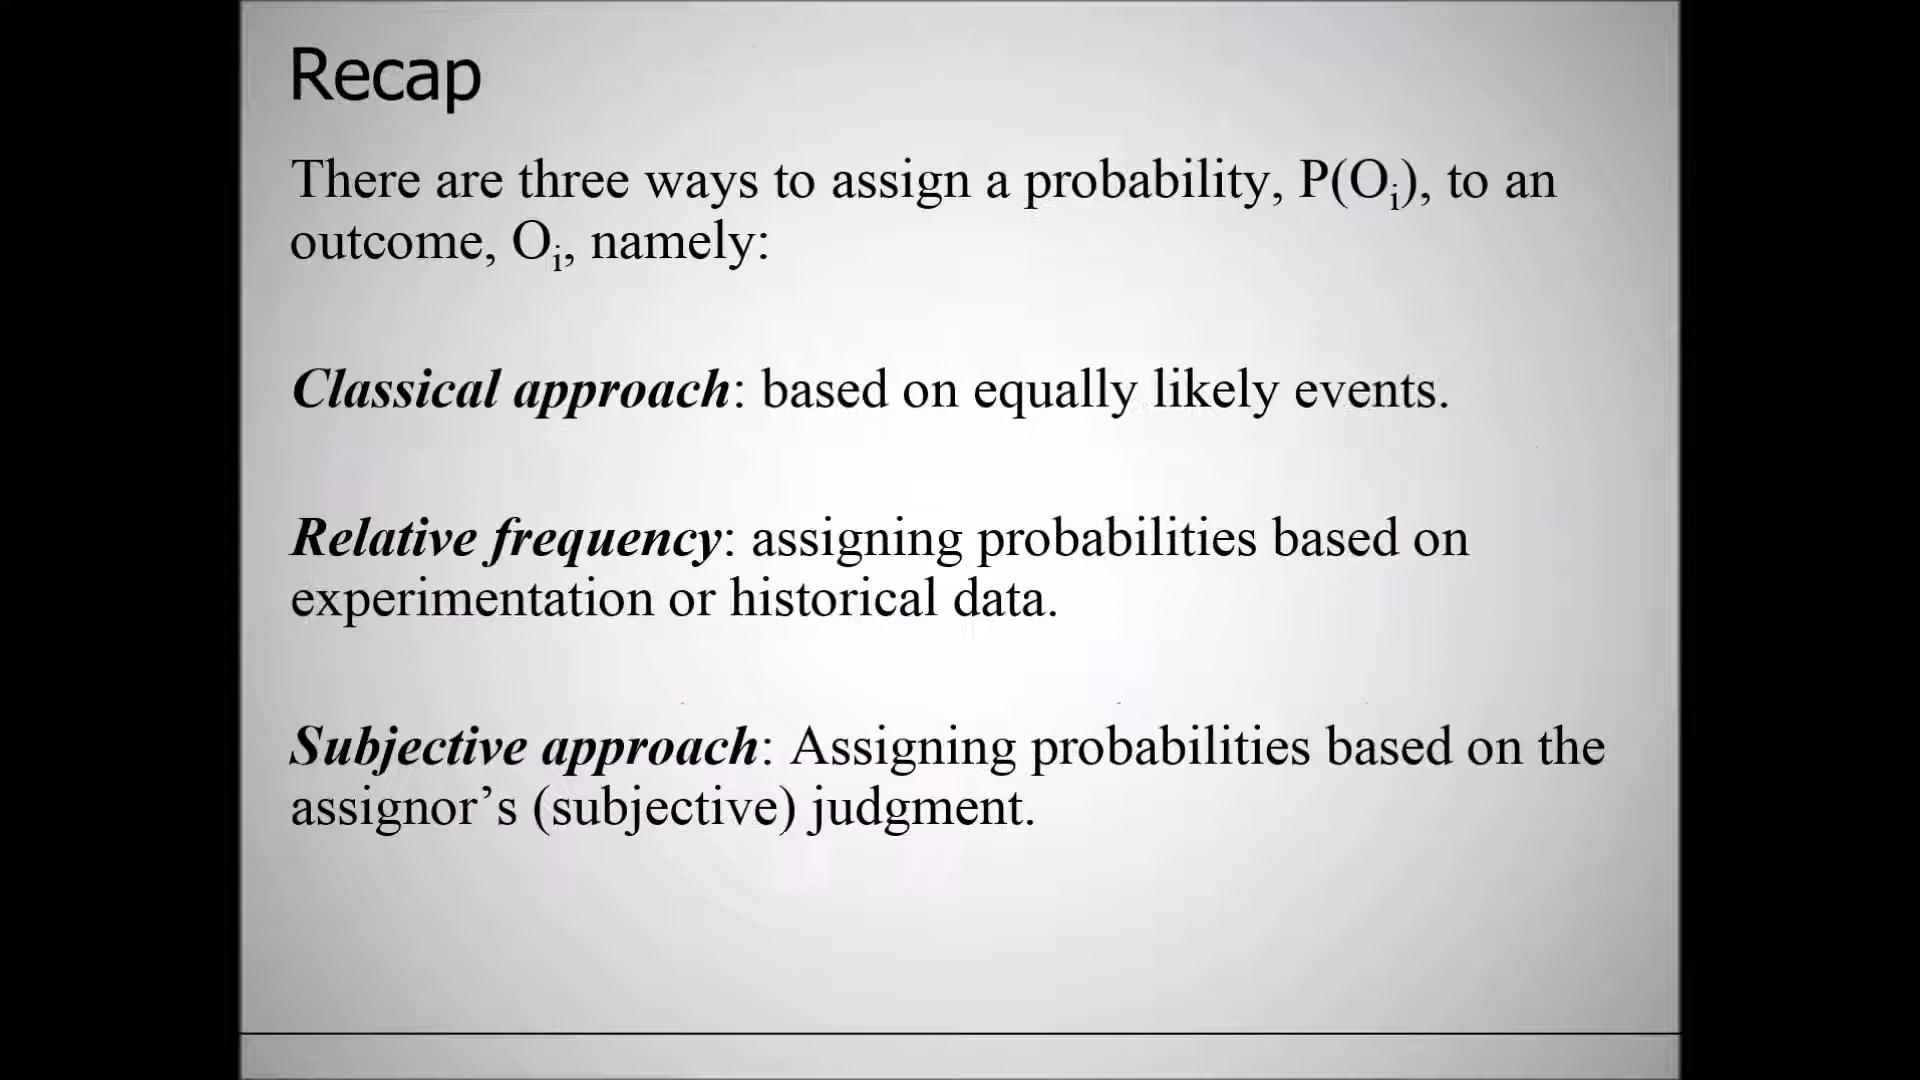 Recap
There are three ways to assign a probability, P(Oᵢ), to an
outcome, Oᵢ, namely:
Classical approach: based on equally likely events.
Relative frequency: assigning probabilities based on
experimentation or historical data.
Subjective approach: Assigning probabilities based on the
assignor’s (subjective) judgment.